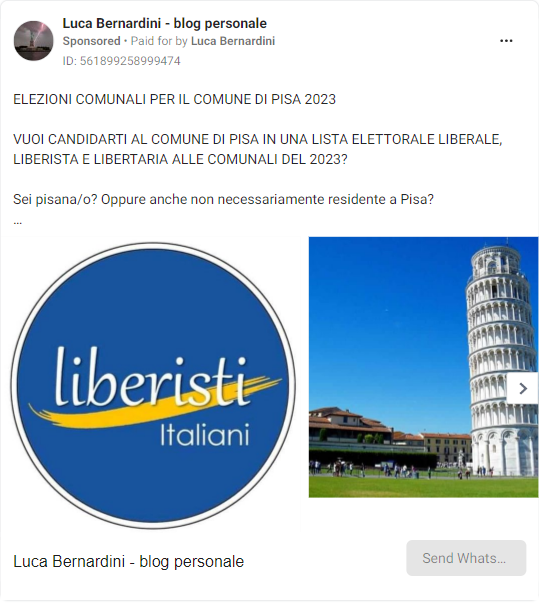 Luca Bernardini - blog personale
Sponsored • Paid for by Luca Bernardini
ID: 561899258999474
ELEZIONI COMUNALI PER IL COMUNE DI PISA 2023
VUOI CANDIDARTI AL COMUNE DI PISA IN UNA LISTA ELETTORALE LIBERALE,
LIBERISTA E LIBERTARIA ALLE COMUNALI DEL 2023?
Sei pisana/o? Oppure anche non necessariamente residente a Pisa?
...
liberisti
Italiani
Luca Bernardini - blog personale
Send Whats...